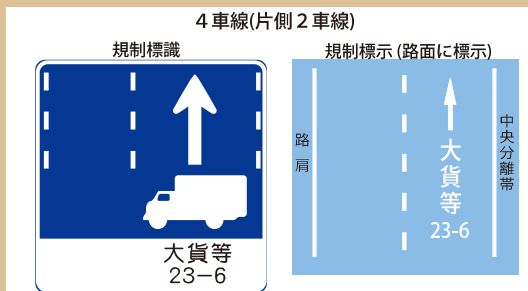 ４車線(片側２車線)
規制標識
大貨等
23－6
規制標示 (路面に標示)
路肩
大貨等
23-6
中央分離帯